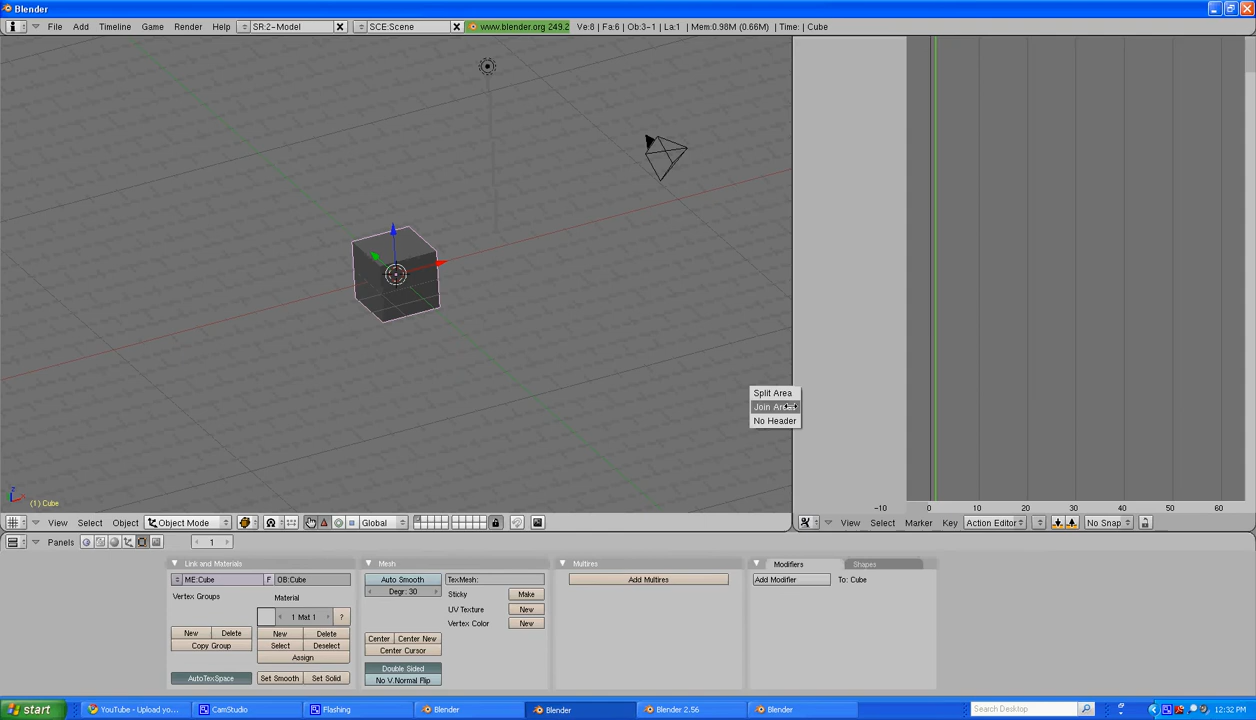 Blender
File Add Timeline Game Render Help SR:2-Model SCE:Scene www.blender.org 249.2 Ve:8 | Fa:6 | Ob:3-1 | La:1 | Mem:0.98M (0.66M) | Time: | Cube
Split Area
Join Area
No Header
(1) Cube
-10 0 10 20 30 40 50 60
View Select Object Object Mode Global
View Select Marker Key Action Editor No Snap
Panels 1
Link and Materials
ME:Cube F OB:Cube
Vertex Groups
Material
1 Mat 1 ?
New Delete
New Delete
Copy Group
Select Deselect
Assign
AutoTexSpace
Set Smooth Set Solid
Mesh
Auto Smooth
Degr: 30
TexMesh:
Sticky Make
UV Texture New
Vertex Color New
Center Center New
Center Cursor
Double Sided
No V.Normal Flip
Multires
Add Multires
Modifiers Shapes
Add Modifier To: Cube
start YouTube - Upload yo... CamStudio Flashing Blender Blender Blender 2.56 Blender Search Desktop 12:32 PM